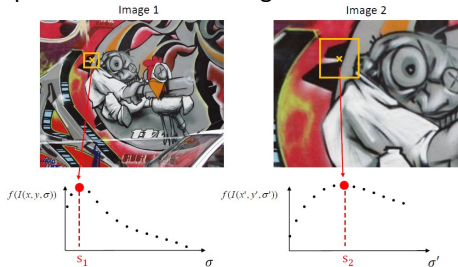 Image 1
Image 2
f(I(x, y, σ))
s₁
σ
f(I(x', y', σ'))
s₂
σ'